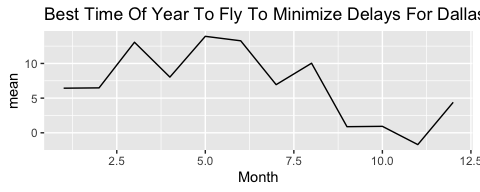 Best Time Of Year To Fly To Minimize Delays For Dallas
10
5
0
mean
2.5 5.0 7.5 10.0 12.5
Month